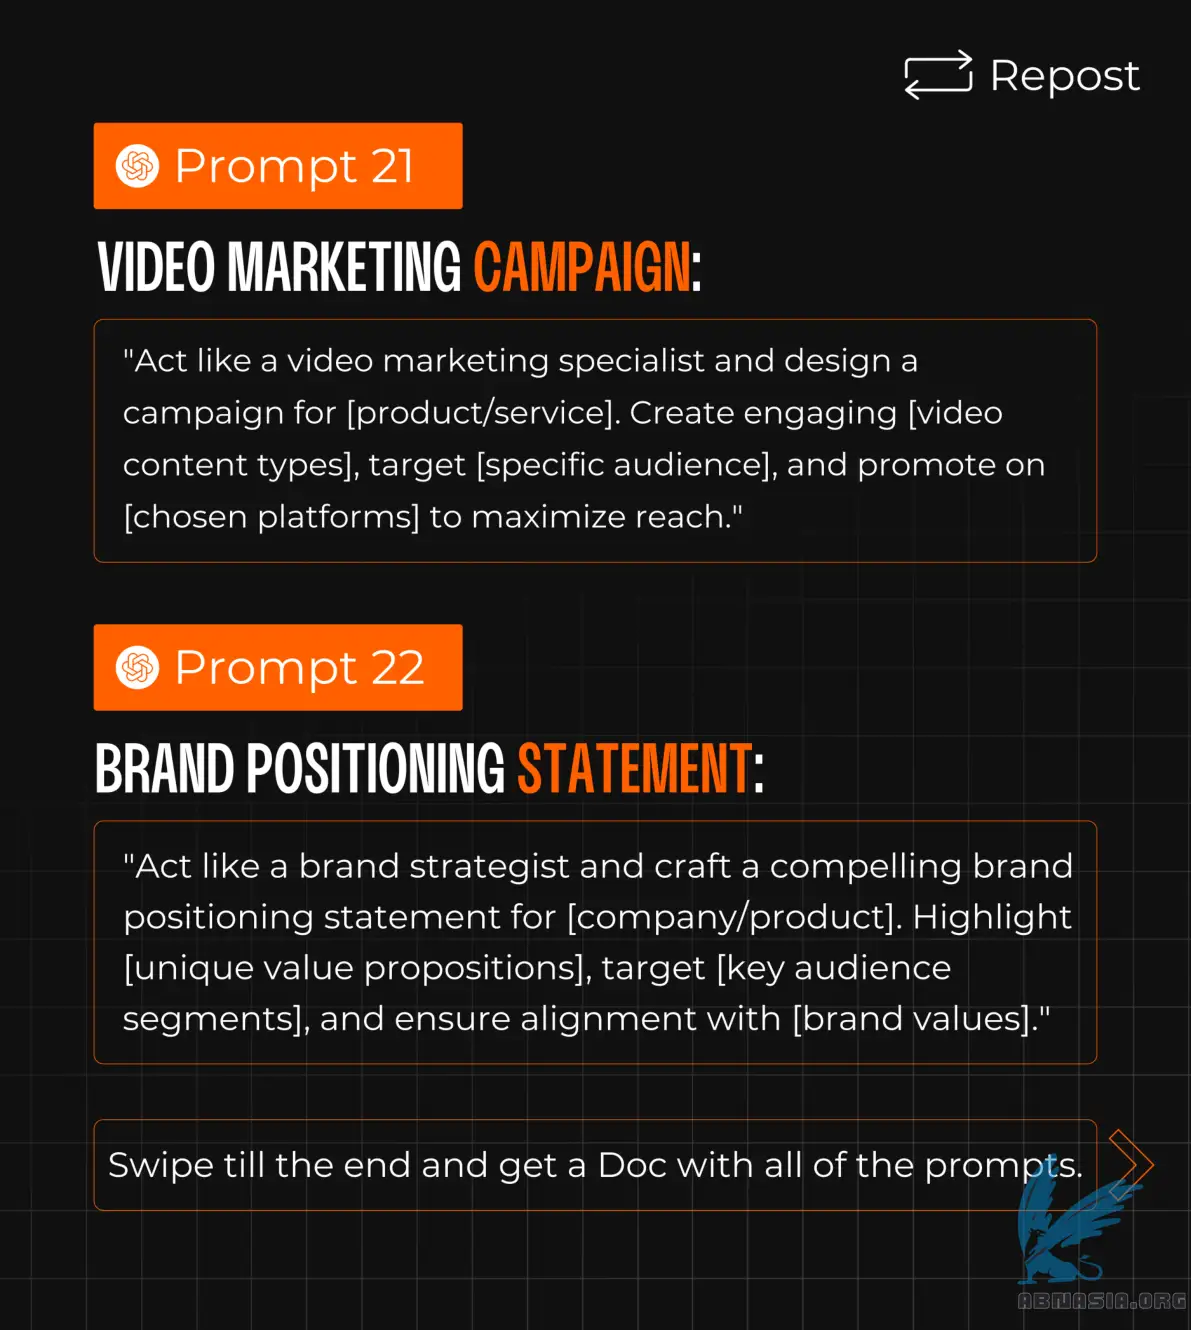 Repost
Prompt 21
VIDEO MARKETING CAMPAIGN:
"Act like a video marketing specialist and design a
campaign for [product/service]. Create engaging [video
content types], target [specific audience], and promote on
[chosen platforms] to maximize reach."
Prompt 22
BRAND POSITIONING STATEMENT:
"Act like a brand strategist and craft a compelling brand
positioning statement for [company/product]. Highlight
[unique value propositions], target [key audience
segments], and ensure alignment with [brand values]."
Swipe till the end and get a Doc with all of the prompts.
ABNASIA.ORG